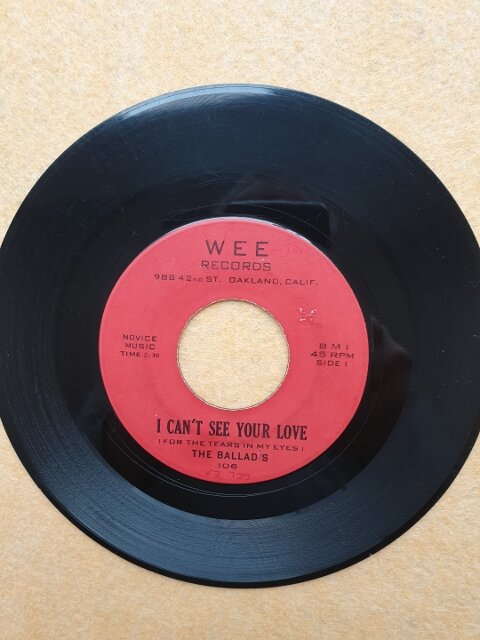 WEE
RECORDS
988 42ND ST. OAKLAND, CALIF.
NOVICE
MUSIC
TIME 2:30
B M I
45 RPM
SIDE 1
I CAN'T SEE YOUR LOVE
(FOR THE TEARS IN MY EYES)
THE BALLAD'S
106